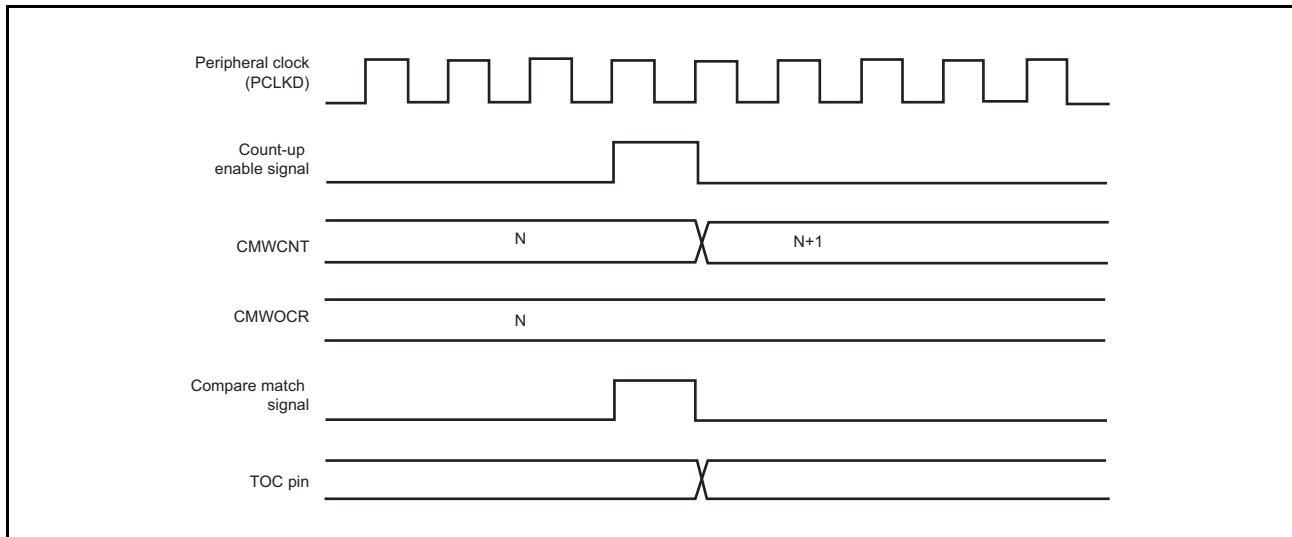 Peripheral clock
(PCLKD)
Count-up
enable signal
CMWCNT
N
N+1
CMWOCR
N
Compare match
signal
TOC pin